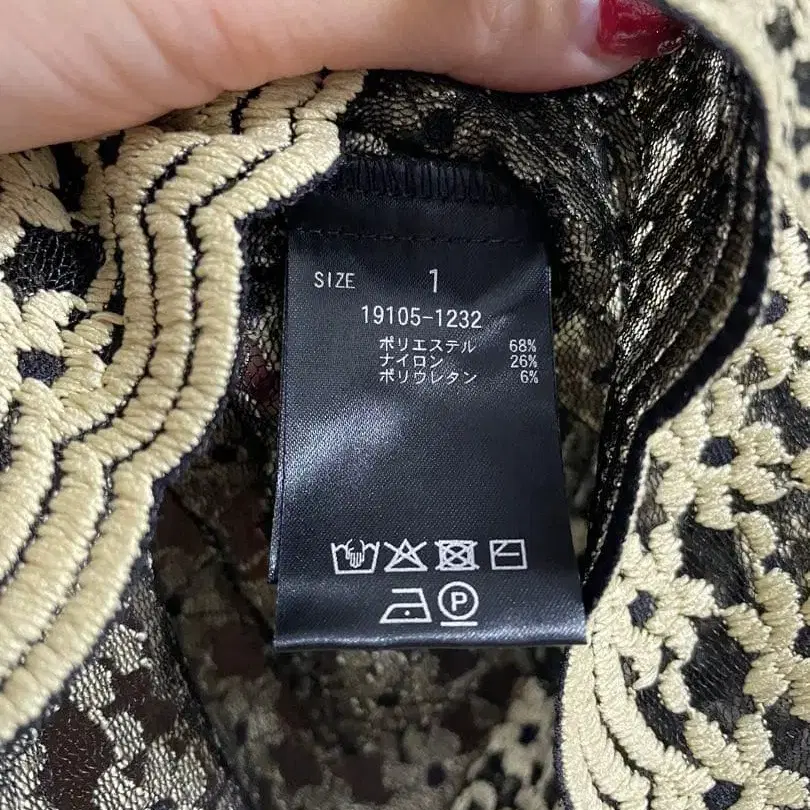 SIZE 1
19105-1232
ポリエステル 68%
ナイロン 26%
ポリウレタン 6%
P